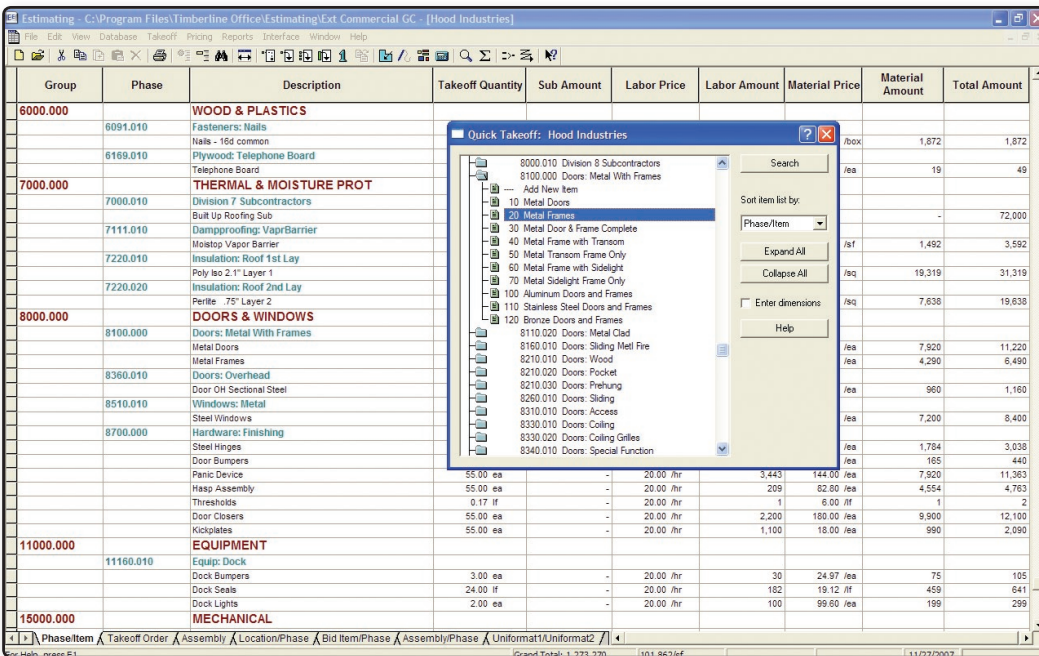 Estimating - C:\Program Files\Timberline Office\Estimating\Ext Commercial GC - [Hood Industries]
File Edit View Database Takeoff Pricing Reports Interface Window Help
Group Phase Description Takeoff Quantity Sub Amount Labor Price Labor Amount Material Price Material Amount Total Amount
6000.000 WOOD & PLASTICS
6091.010 Fasteners: Nails
Nails - 16d common /box 1,872 1,872
6169.010 Plywood: Telephone Board
Telephone Board /ea 19 49
7000.000 THERMAL & MOISTURE PROT
7000.010 Division 7 Subcontractors
Built Up Roofing Sub - 72,000
7111.010 Dampproofing: VaprBarrier
Moistop Vapor Barrier /sf 1,492 3,592
7220.010 Insulation: Roof 1st Lay
Poly Iso 2.1" Layer 1 /sq 19,319 31,319
7220.020 Insulation: Roof 2nd Lay
Perlite .75" Layer 2 /sq 7,638 19,638
8000.000 DOORS & WINDOWS
8100.000 Doors: Metal With Frames
Metal Doors /ea 7,920 11,220
Metal Frames /ea 4,290 6,490
8360.010 Doors: Overhead
Door OH Sectional Steel /ea 960 1,160
8510.010 Windows: Metal
Steel Windows /ea 7,200 8,400
8700.000 Hardware: Finishing
Steel Hinges /ea 1,784 3,038
Door Bumpers /ea 165 440
Panic Device 55.00 ea - 20.00 /hr 3,443 144.00 /ea 7,920 11,363
Hasp Assembly 55.00 ea - 20.00 /hr 209 82.80 /ea 4,554 4,763
Thresholds 0.17 lf - 20.00 /hr 1 6.00 /lf 1 2
Door Closers 55.00 ea - 20.00 /hr 2,200 180.00 /ea 9,900 12,100
Kickplates 55.00 ea - 20.00 /hr 1,100 18.00 /ea 990 2,090
11000.000 EQUIPMENT
11160.010 Equip: Dock
Dock Bumpers 3.00 ea - 20.00 /hr 30 24.97 /ea 75 105
Dock Seals 24.00 lf - 20.00 /hr 182 19.12 /lf 459 641
Dock Lights 2.00 ea - 20.00 /hr 100 99.60 /ea 199 299
15000.000 MECHANICAL
Quick Takeoff: Hood Industries
8000.010 Division 8 Subcontractors
8100.000 Doors: Metal With Frames
---- Add New Item
10 Metal Doors
20 Metal Frames
30 Metal Door & Frame Complete
40 Metal Frame with Transom
50 Metal Transom Frame Only
60 Metal Frame with Sidelight
70 Metal Sidelight Frame Only
100 Aluminum Doors and Frames
110 Stainless Steel Doors and Frames
120 Bronze Doors and Frames
8110.020 Doors: Metal Clad
8160.010 Doors: Sliding Metl Fire
8210.010 Doors: Wood
8210.020 Doors: Pocket
8210.030 Doors: Prehung
8260.010 Doors: Sliding
8310.010 Doors: Access
8330.010 Doors: Coiling
8330.020 Doors: Coiling Grilles
8340.010 Doors: Special Function
Search
Sort item list by:
Phase/Item
Expand All
Collapse All
Enter dimensions
Help
Phase/Item Takeoff Order Assembly Location/Phase Bid Item/Phase Assembly/Phase Uniformat1/Uniformat2
For Help, press F1 Grand Total: 1,273,270 101.862/sf 11/27/2007